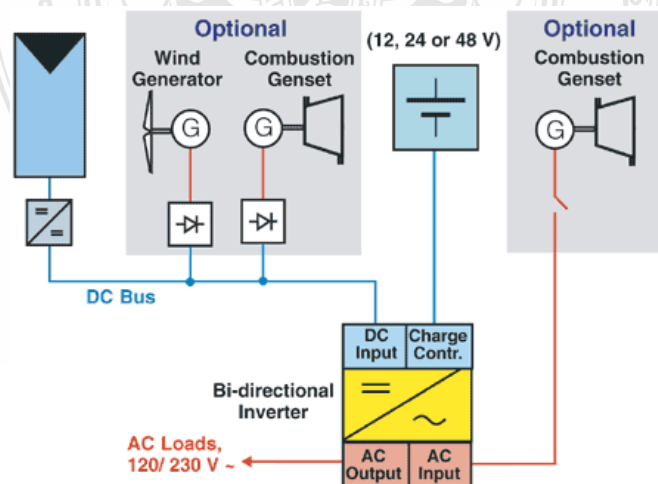 Optional
Wind
Generator
Combustion
Genset
G
G
(12, 24 or 48 V)
Optional
Combustion
Genset
G
DC Bus
DC
Input
Charge
Contr.
Bi-directional
Inverter
AC Loads,
120/ 230 V ~
AC
Output
AC
Input